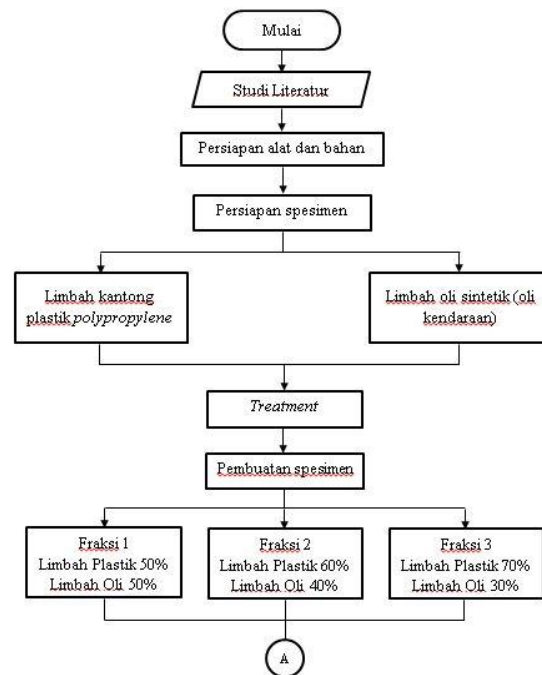 Mulai
Studi Literatur
Persiapan alat dan bahan
Persiapan spesimen
Limbah kantong
plastik polypropylene
Limbah oli sintetik (oli
kendaraan)
Treatment
Pembuatan spesimen
Fraksi 1
Limbah Plastik 50%
Limbah Oli 50%
Fraksi 2
Limbah Plastik 60%
Limbah Oli 40%
Fraksi 3
Limbah Plastik 70%
Limbah Oli 30%
A